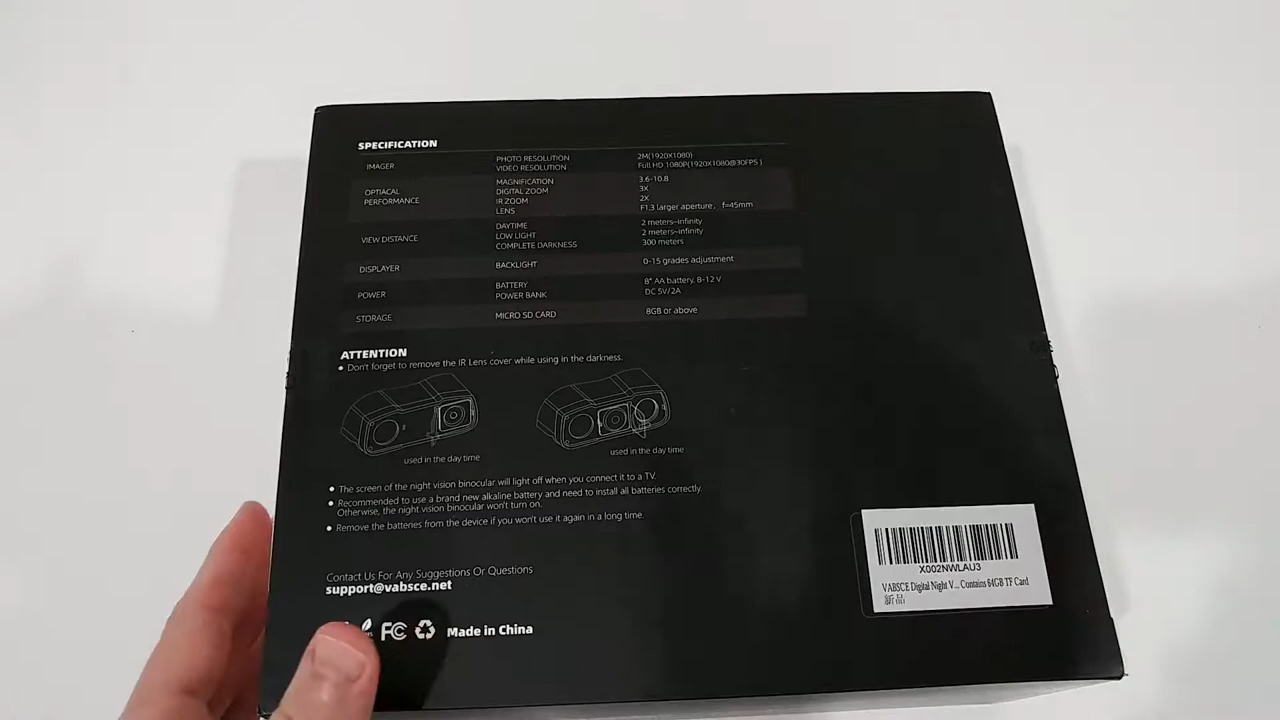 SPECIFICATION
IMAGER PHOTO RESOLUTION 2M(1920X1080)
VIDEO RESOLUTION Full HD 1080P(1920X1080@30FPS )
OPTIACAL PERFORMANCE MAGNIFICATION 3.6-10.8
DIGITAL ZOOM 3X
IR ZOOM 2X
LENS F1.3 larger aperture, f=45mm
VIEW DISTANCE DAYTIME 2 meters~infinity
LOW LIGHT 2 meters~infinity
COMPLETE DARKNESS 300 meters
DISPLAYER BACKLIGHT 0-15 grades adjustment
POWER BATTERY 8* AA battery, 8-12 V
POWER BANK DC 5V/2A
STORAGE MICRO SD CARD 8GB or above
ATTENTION
● Don't forget to remove the IR Lens cover while using in the darkness.
used in the day time used in the day time
● The screen of the night vision binocular will light off when you connect it to a TV.
● Recommended to use a brand new alkaline battery and need to install all batteries correctly.
Otherwise, the night vision binocular won't turn on.
● Remove the batteries from the device if you won't use it again in a long time.
Contact Us For Any Suggestions Or Questions
support@vabsce.net
FC Made in China
X002NWLAU3
VABSCE Digital Night V... Contains 64GB TF Card
新品